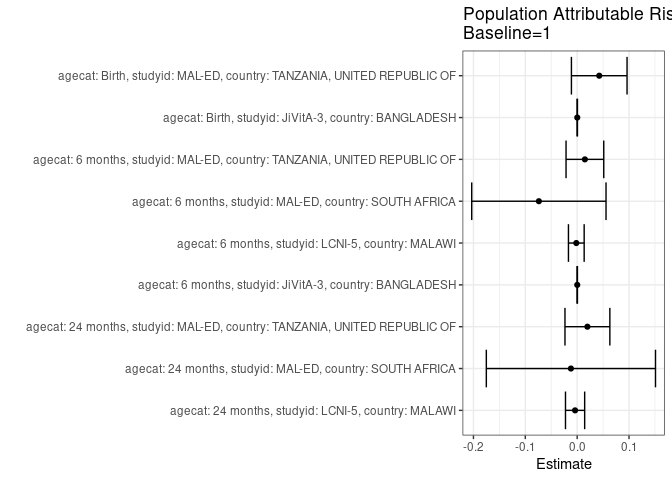 Population Attributable
Baseline=1
agecat: Birth, studyid: MAL-ED, country: TANZANIA, UNITED REPUBLIC OF
agecat: Birth, studyid: JiVitA-3, country: BANGLADESH
agecat: 6 months, studyid: MAL-ED, country: TANZANIA, UNITED REPUBLIC OF
agecat: 6 months, studyid: MAL-ED, country: SOUTH AFRICA
agecat: 6 months, studyid: LCNI-5, country: MALAWI
agecat: 6 months, studyid: JiVitA-3, country: BANGLADESH
agecat: 24 months, studyid: MAL-ED, country: TANZANIA, UNITED REPUBLIC OF
agecat: 24 months, studyid: MAL-ED, country: SOUTH AFRICA
agecat: 24 months, studyid: LCNI-5, country: MALAWI
-0.2 -0.1 0.0 0.1
Estimate